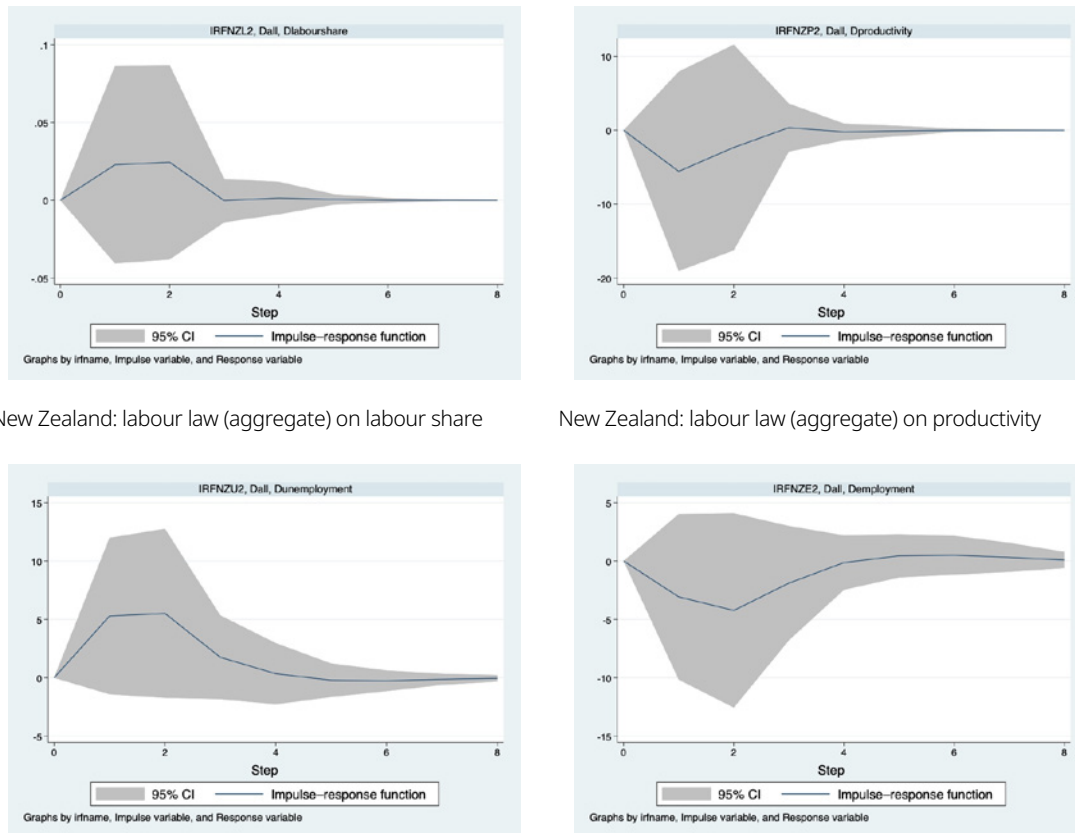 IRFNZL2, Dall, Dlabourshare
.1
.05
0
-.05
0 2 4 6 8
Step
95% CI Impulse–response function
Graphs by irfname, Impulse variable, and Response variable
IRFNZP2, Dall, Dproductivity
10
0
-10
-20
0 2 4 6 8
Step
95% CI Impulse–response function
Graphs by irfname, Impulse variable, and Response variable
New Zealand: labour law (aggregate) on labour share
New Zealand: labour law (aggregate) on productivity
IRFNZU2, Dall, Dunemployment
15
10
5
0
-5
0 2 4 6 8
Step
95% CI Impulse–response function
Graphs by irfname, Impulse variable, and Response variable
IRFNZE2, Dall, Demployment
5
0
-5
-10
-15
0 2 4 6 8
Step
95% CI Impulse–response function
Graphs by irfname, Impulse variable, and Response variable